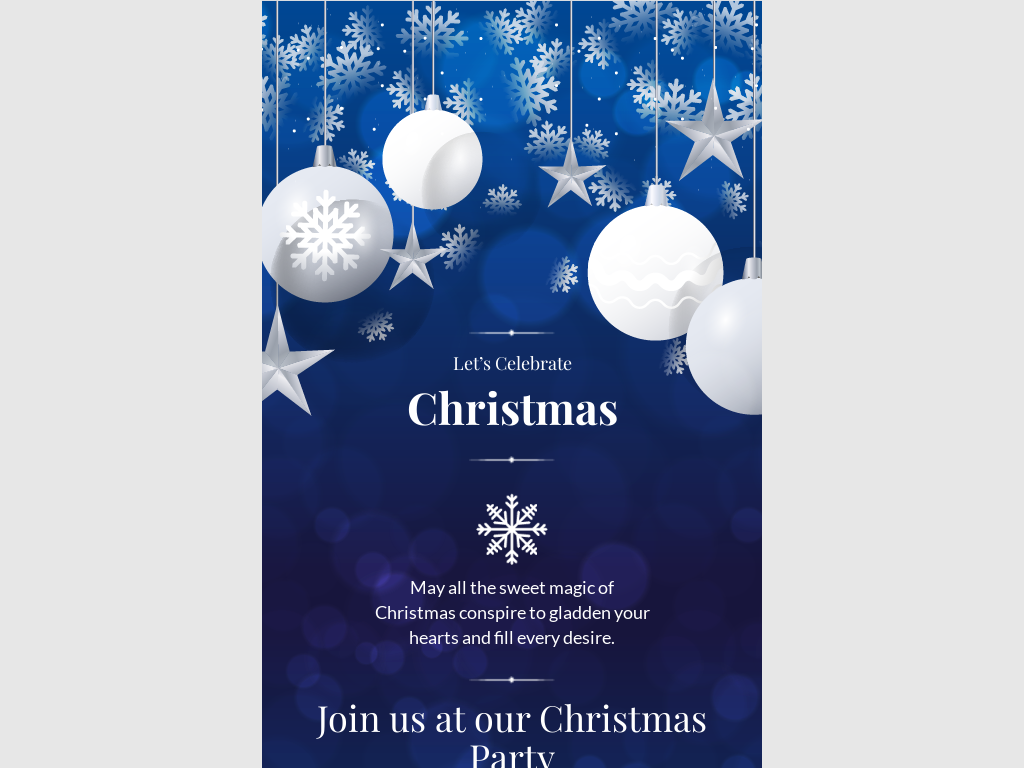 Let’s Celebrate
Christmas
May all the sweet magic of
Christmas conspire to gladden your
hearts and fill every desire.
Join us at our Christmas
Party